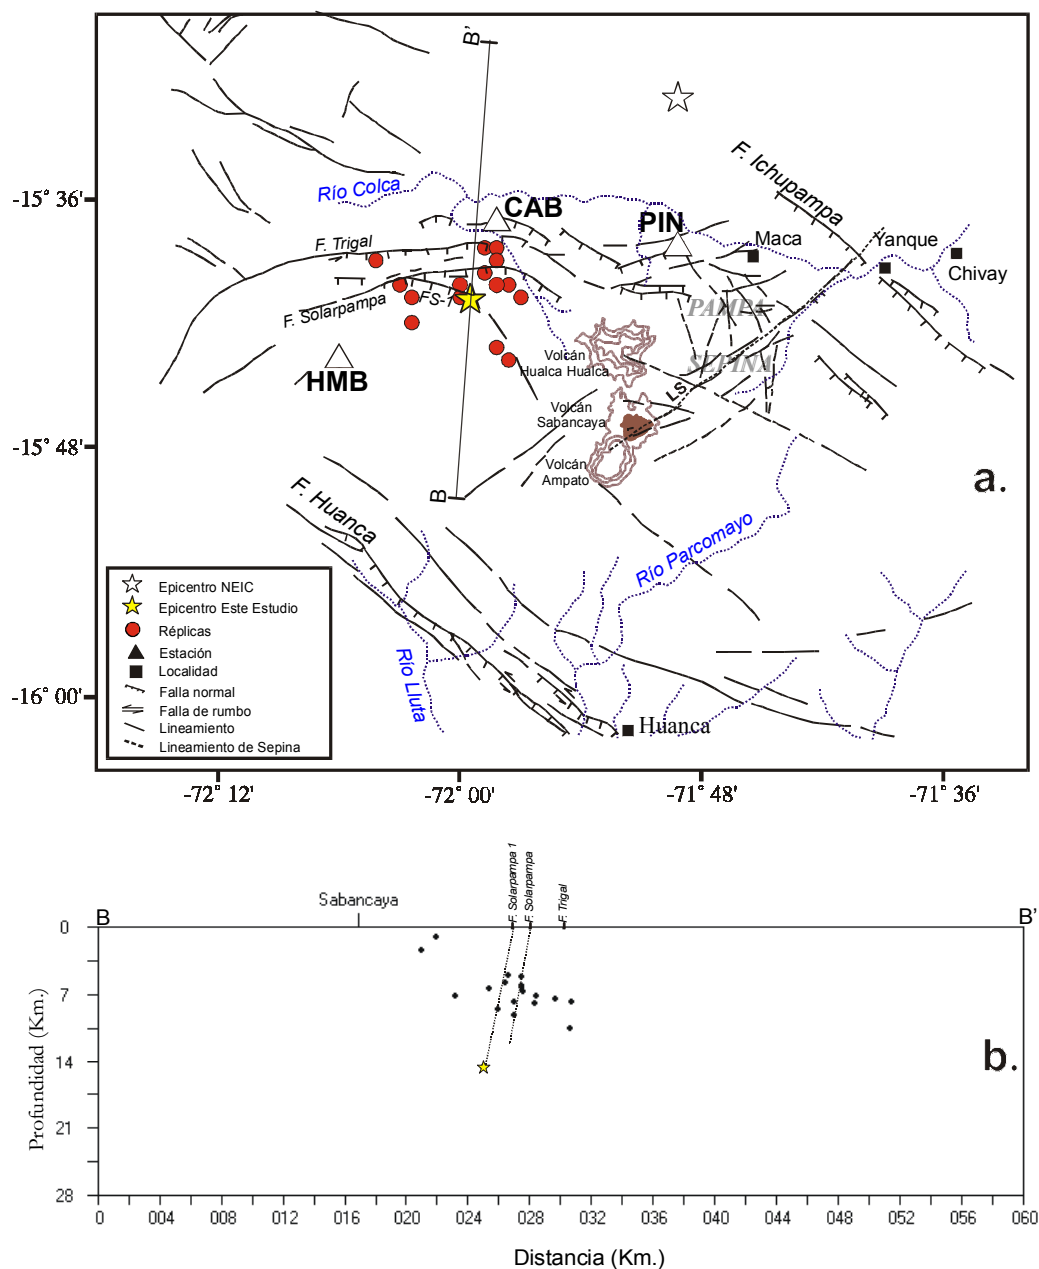 B'
F. Ichupampa
Río Colca
-15° 36'
CAB
PIN
Maca
Yanque
Chivay
F. Trigal
F. Solarpampa
FS-1
PAMPA
SEPINA
Volcán
Hualca Hualca
HMB
LS
Volcán
Sabancaya
-15° 48'
Volcán
Ampato
B
a.
F. Huanca
Río Parcomayo
Epicentro NEIC
Epicentro Este Estudio
Réplicas
Estación
Localidad
Falla normal
Falla de rumbo
Lineamiento
Lineamiento de Sepina
Río Lluta
-16° 00'
Huanca
-72° 12'
-72° 00'
-71° 48'
-71° 36'
F. Solarpampa 1
F. Solarpampa
F. Trigal
Sabancaya
B
B'
0
7
14
21
28
Profundidad (Km.)
b.
0 004 008 012 016 020 024 028 032 036 040 044 048 052 056 060
Distancia (Km.)